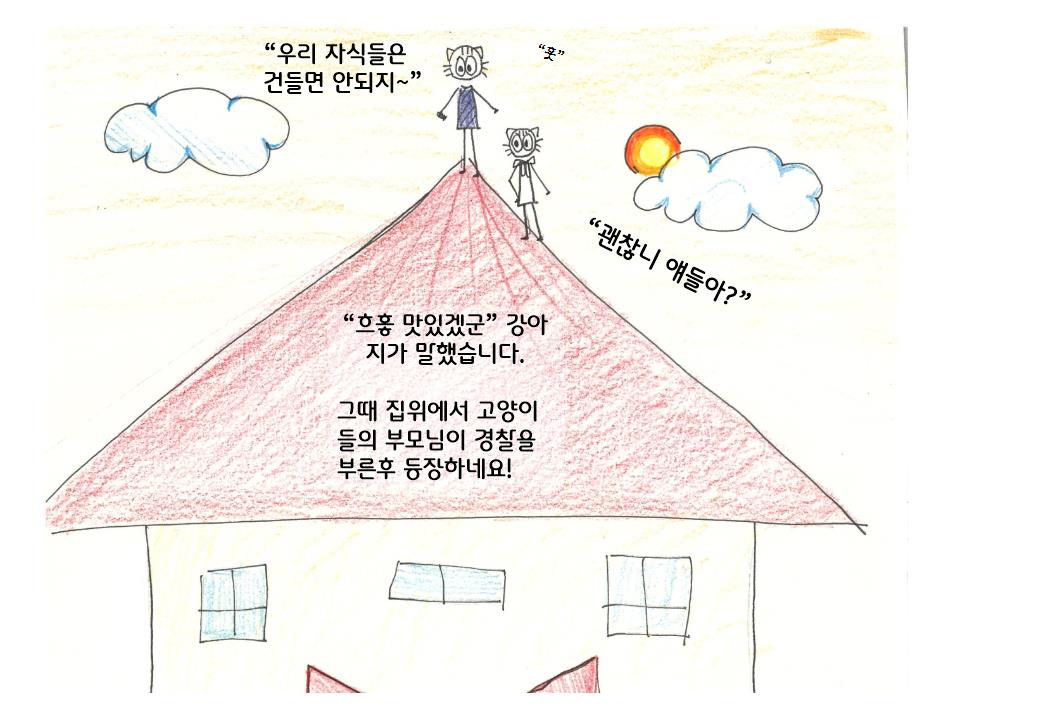 “우리 자식들은
건들면 안되지~”
“훗”
“괜찮니 얘들아?”
“흐흥 맛있겠군” 강아
지가 말했습니다.
그때 집위에서 고양이
들의 부모님이 경찰을
부른후 등장하네요!